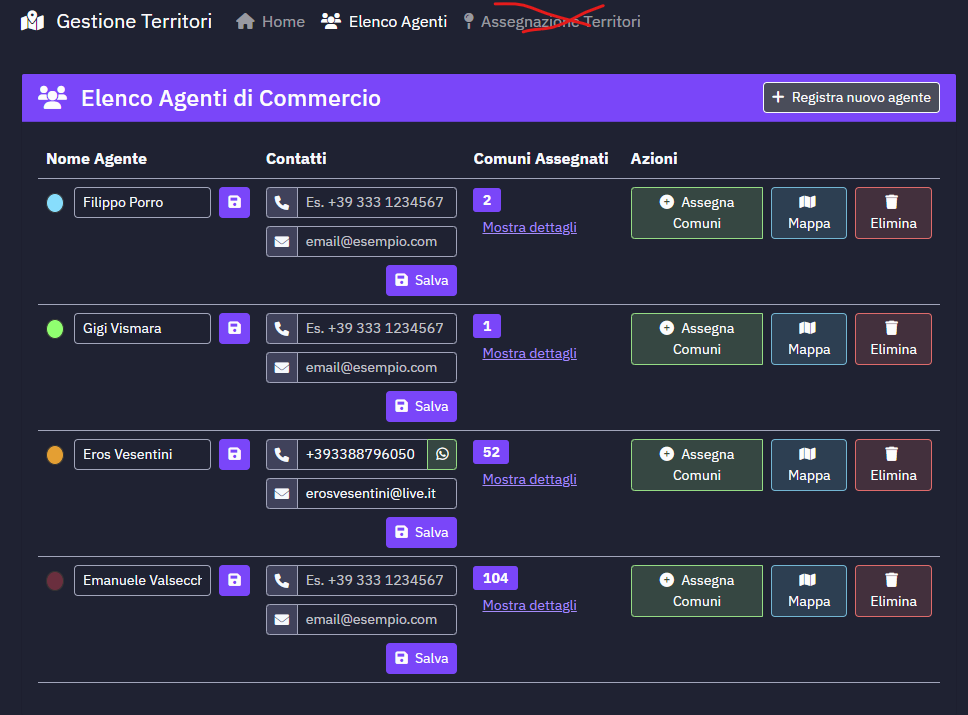 Gestione Territori Home Elenco Agenti Assegnazione Territori
Elenco Agenti di Commercio + Registra nuovo agente
Nome Agente Contatti Comuni Assegnati Azioni
Filippo Porro Es. +39 333 1234567 2 Assegna Comuni Mappa Elimina
Mostra dettagli
email@esempio.com
Salva
Gigi Vismara Es. +39 333 1234567 1 Assegna Comuni Mappa Elimina
Mostra dettagli
email@esempio.com
Salva
Eros Vesentini +393388796050 52 Assegna Comuni Mappa Elimina
Mostra dettagli
erosvesentini@live.it
Salva
Emanuele Valsecch Es. +39 333 1234567 104 Assegna Comuni Mappa Elimina
Mostra dettagli
email@esempio.com
Salva